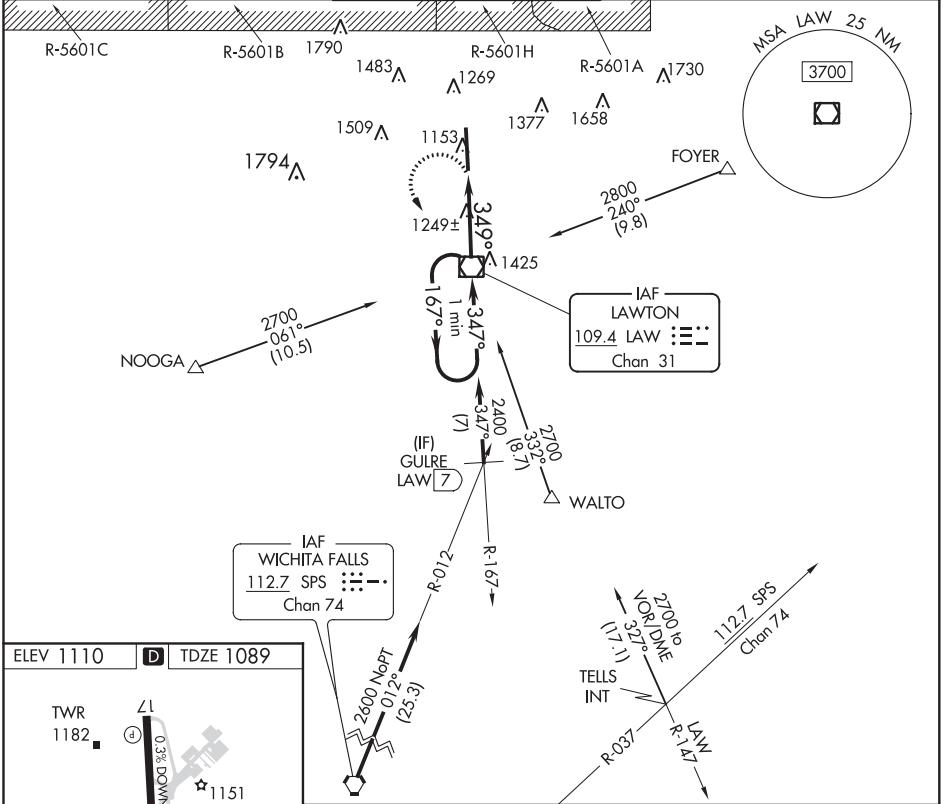 R-5601C
R-5601B
1790
R-5601H
R-5601A
1483
1269
1730
1509
1153
1377
1658
1794
MSA LAW 25 NM
3700
FOYER
2800
240°
(9.8)
1249±
349°
1425
2700
061°
(10.5)
NOOGA
167°
1 min
347°
IAF
LAWTON
109.4 LAW
Chan 31
2400
347°
(7)
2700
332°
(8.7)
(IF)
GULRE
LAW 7
WALTO
IAF
WICHITA FALLS
112.7 SPS
Chan 74
R-012
R-167
2600 NoPT
012°
(25.3)
2700 to
VOR/DME
327°
(17.1)
112.7 SPS
Chan 74
TELLS
INT
R-037
LAW
R-147
ELEV 1110
D
TDZE 1089
TWR
1182
17
P
0.3% DOWN
1151